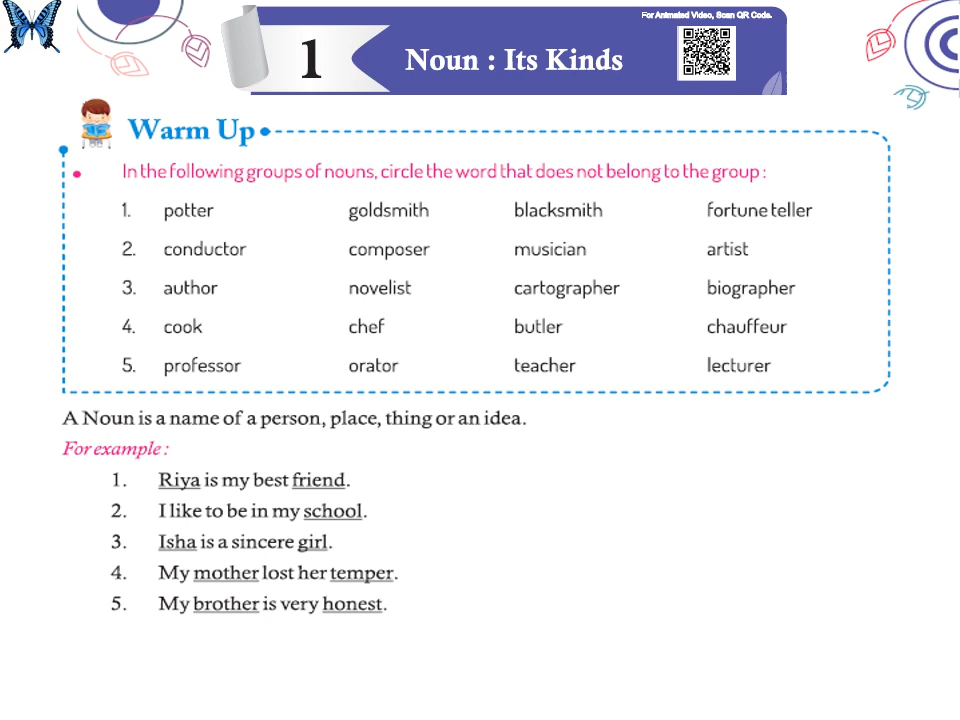 For Animated Video, Scan QR Code.
1
Noun : Its Kinds
Warm Up
In the following groups of nouns, circle the word that does not belong to the group :
1. potter goldsmith blacksmith fortune teller
2. conductor composer musician artist
3. author novelist cartographer biographer
4. cook chef butler chauffeur
5. professor orator teacher lecturer
A Noun is a name of a person, place, thing or an idea.
For example :
1. Riya is my best friend.
2. I like to be in my school.
3. Isha is a sincere girl.
4. My mother lost her temper.
5. My brother is very honest.